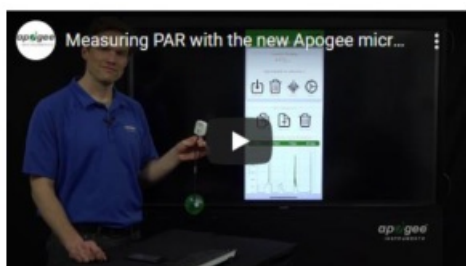 apogee
Measuring PAR with the new Apogee micr...
apogee
INSTRUMENTS